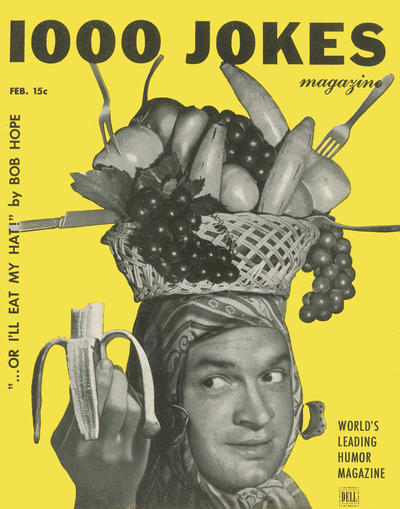 1000 JOKES
magazine
FEB. 15c
"...OR I'LL EAT MY HAT!" by BOB HOPE
WORLD'S
LEADING
HUMOR
MAGAZINE
DELL